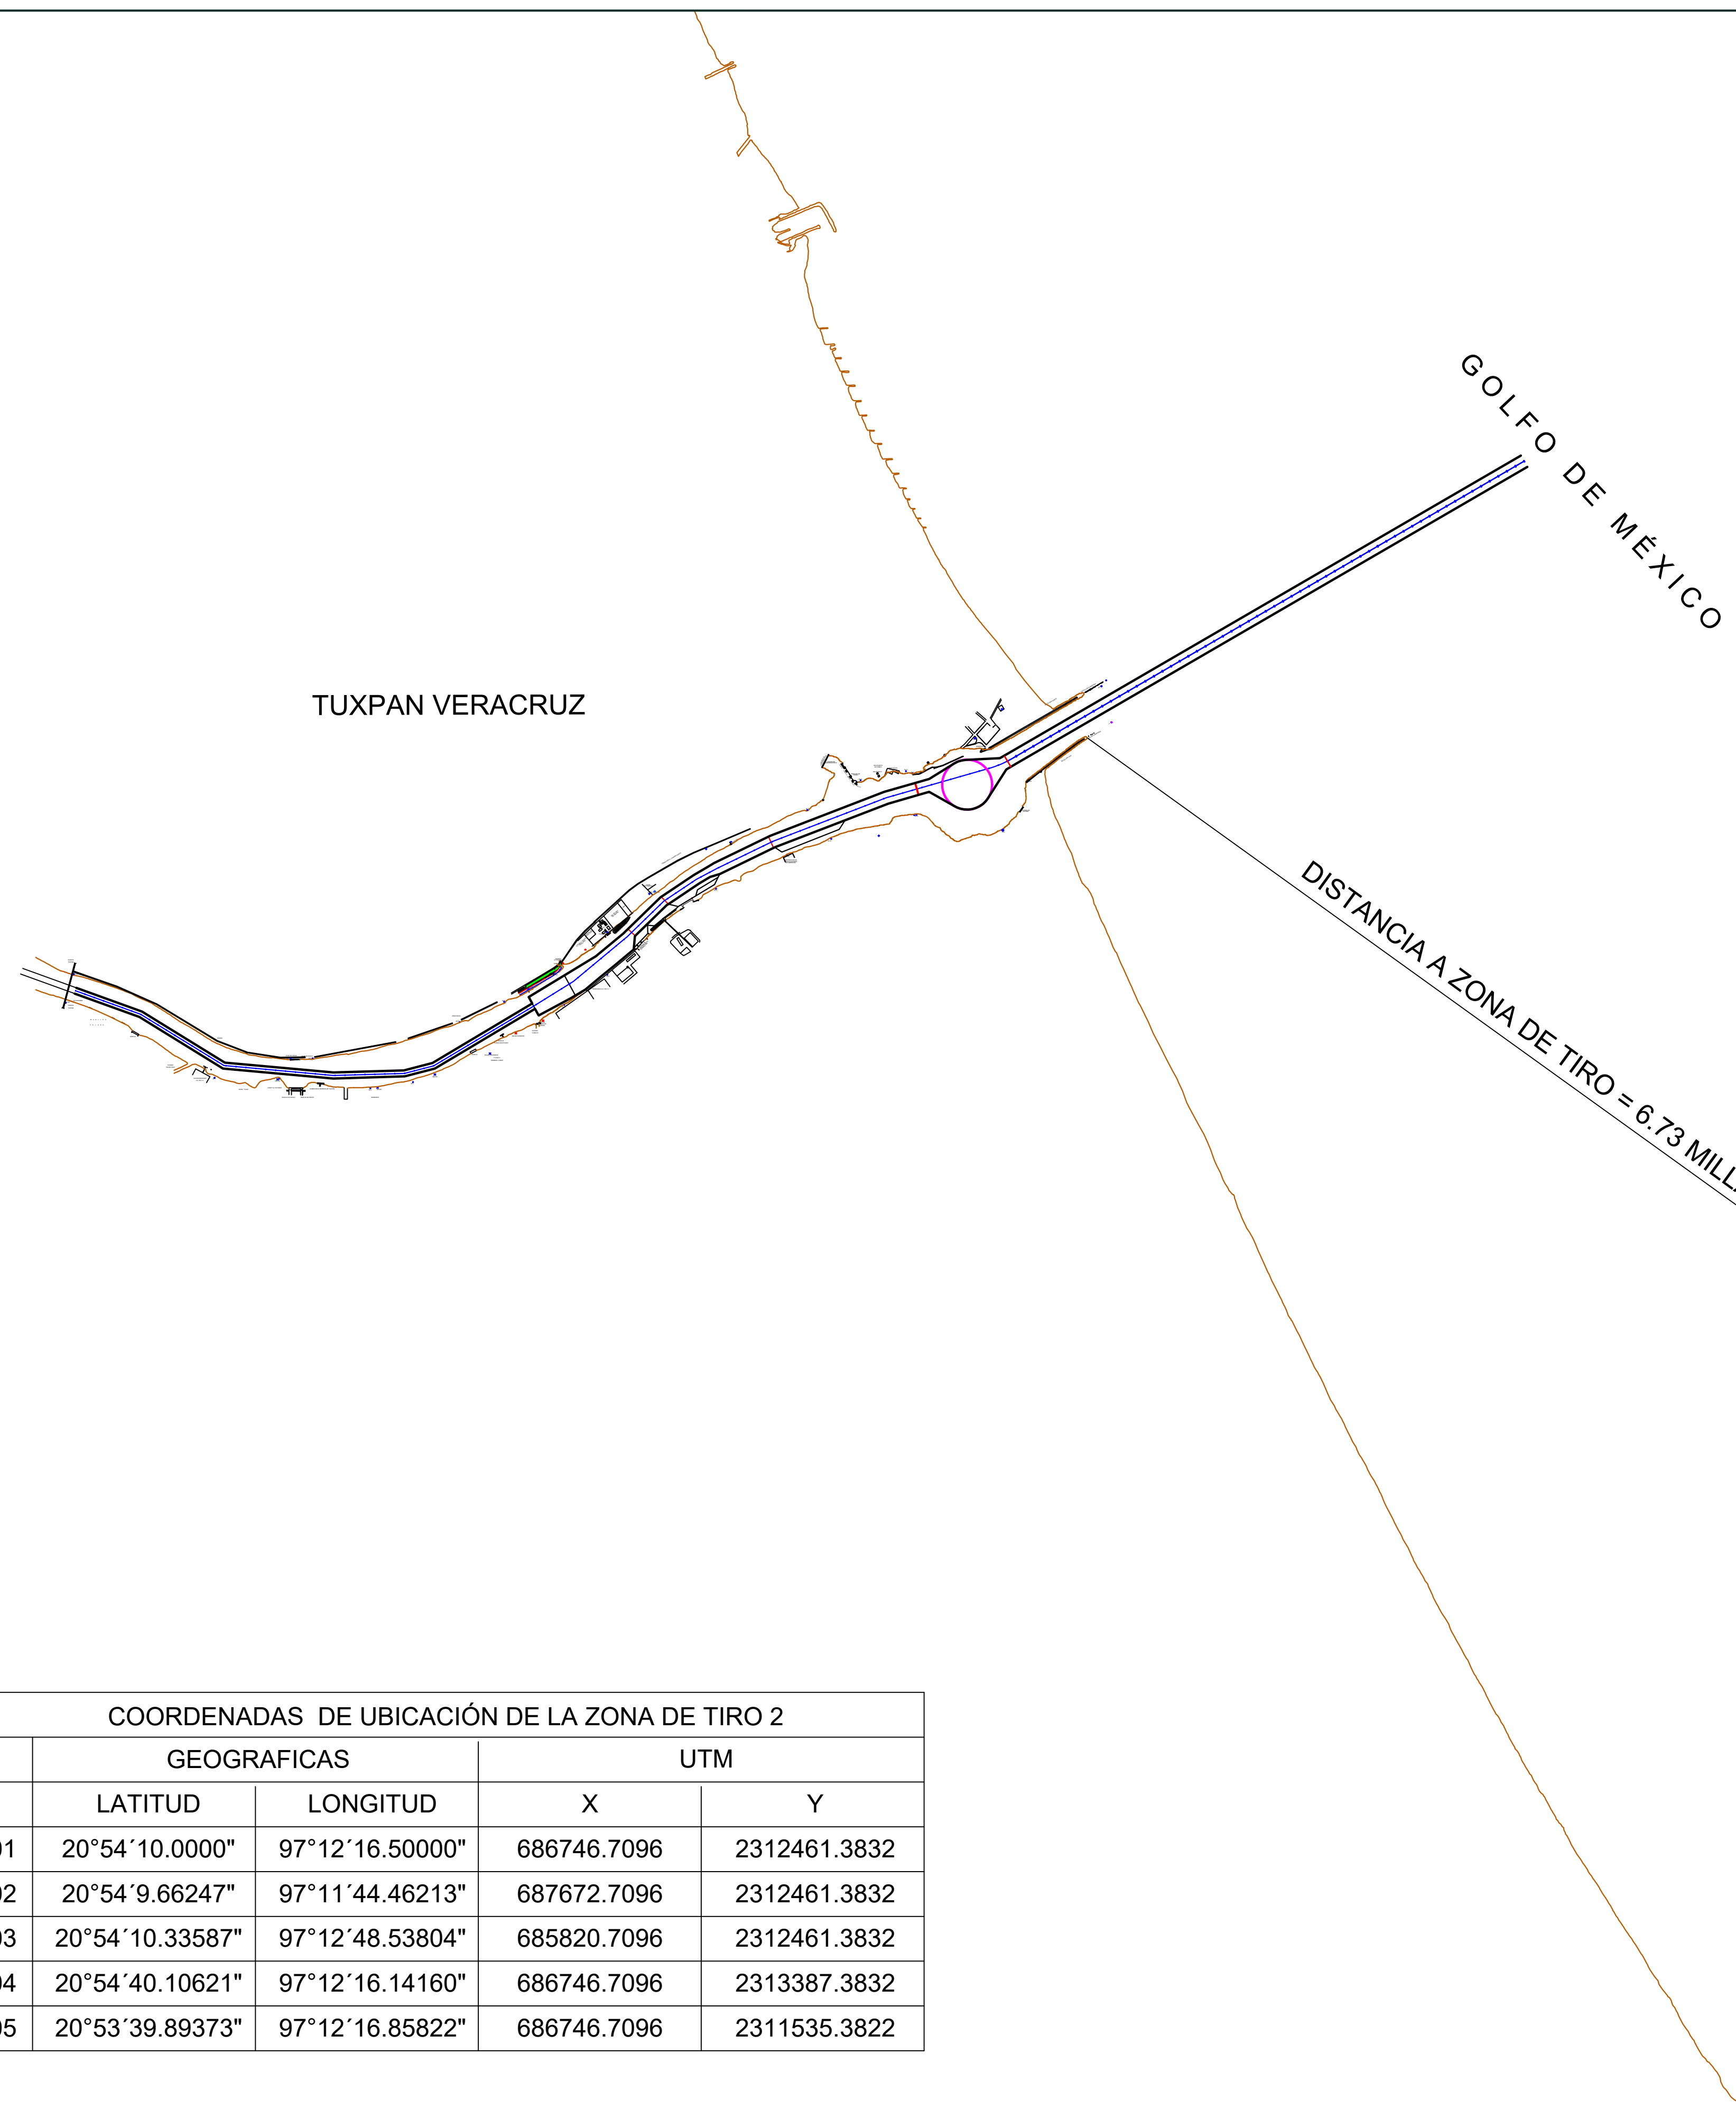 GOLFO DE MÉXICO
TUXPAN VERACRUZ
DISTANCIA A ZONA DE TIRO = 6.73
COORDENADAS DE UBICACIÓN DE LA ZONA DE TIRO 2
GEOGRAFICAS UTM
LATITUD LONGITUD X Y
20°54´10.0000" 97°12´16.50000" 686746.7096 2312461.3832
20°54´9.66247" 97°11´44.46213" 687672.7096 2312461.3832
20°54´10.33587" 97°12´48.53804" 685820.7096 2312461.3832
20°54´40.10621" 97°12´16.14160" 686746.7096 2313387.3832
20°53´39.89373" 97°12´16.85822" 686746.7096 2311535.3822